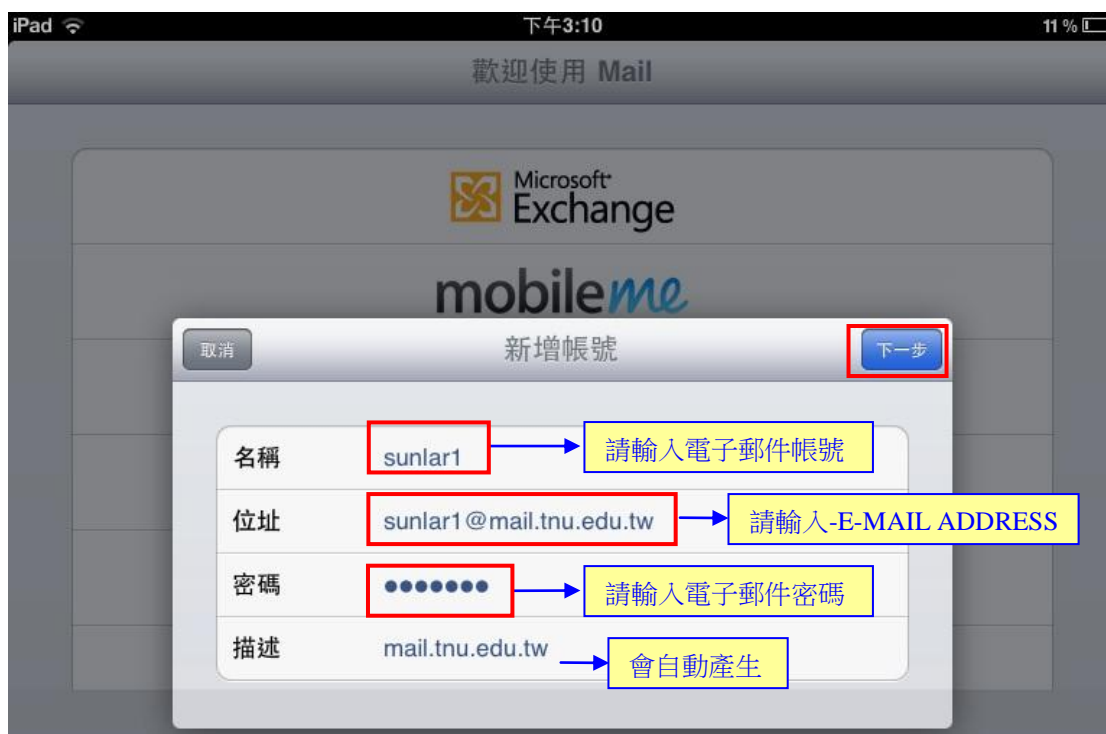 iPad 下午3:10 11 %
歡迎使用 Mail
Microsoft
Exchange
mobileme
取消 新增帳號 下一步
名稱 sunlar1 請輸入電子郵件帳號
位址 sunlar1@mail.tnu.edu.tw 請輸入-E-MAIL ADDRESS
密碼 ●●●●●●● 請輸入電子郵件密碼
描述 mail.tnu.edu.tw 會自動產生